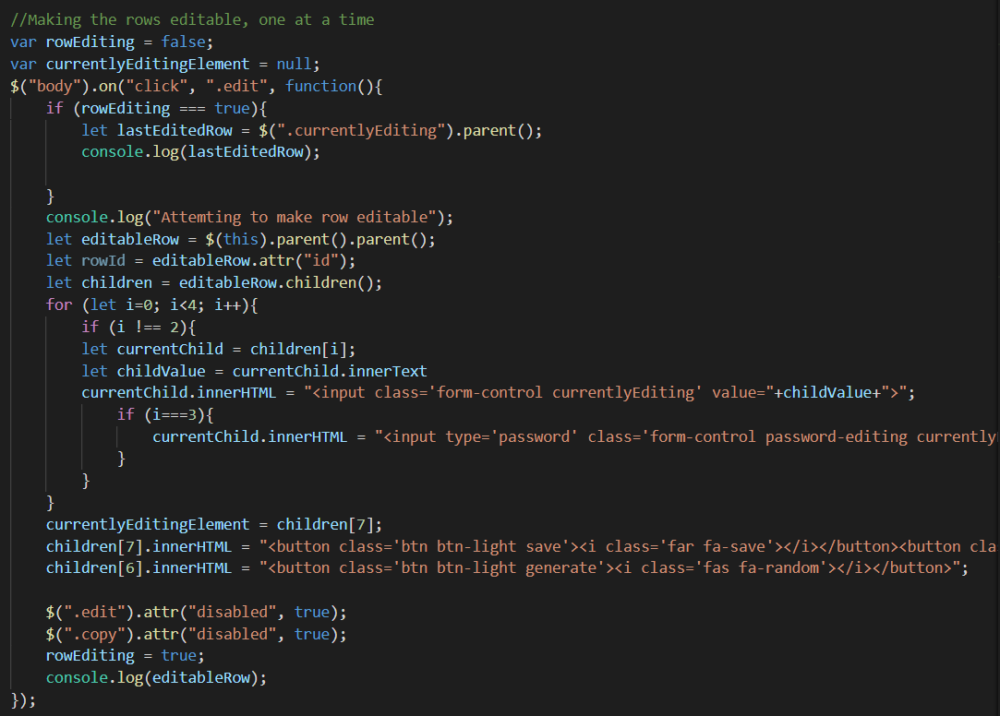 //Making the rows editable, one at a time
var rowEditing = false;
var currentlyEditingElement = null;
$("body").on("click", ".edit", function(){
    if (rowEditing === true){
        let lastEditedRow = $(".currentlyEditing").parent();
        console.log(lastEditedRow);

    }
    console.log("Attemting to make row editable");
    let editableRow = $(this).parent().parent();
    let rowId = editableRow.attr("id");
    let children = editableRow.children();
    for (let i=0; i<4; i++){
        if (i !== 2){
        let currentChild = children[i];
        let childValue = currentChild.innerText
        currentChild.innerHTML = "<input class='form-control currentlyEditing' value="+childValue+">";
            if (i===3){
                currentChild.innerHTML = "<input type='password' class='form-control password-editing currently
            }
        }
    }
    currentlyEditingElement = children[7];
    children[7].innerHTML = "<button class='btn btn-light save'><i class='far fa-save'></i></button><button cla
    children[6].innerHTML = "<button class='btn btn-light generate'><i class='fas fa-random'></i></button>";

    $(".edit").attr("disabled", true);
    $(".copy").attr("disabled", true);
    rowEditing = true;
    console.log(editableRow);
});